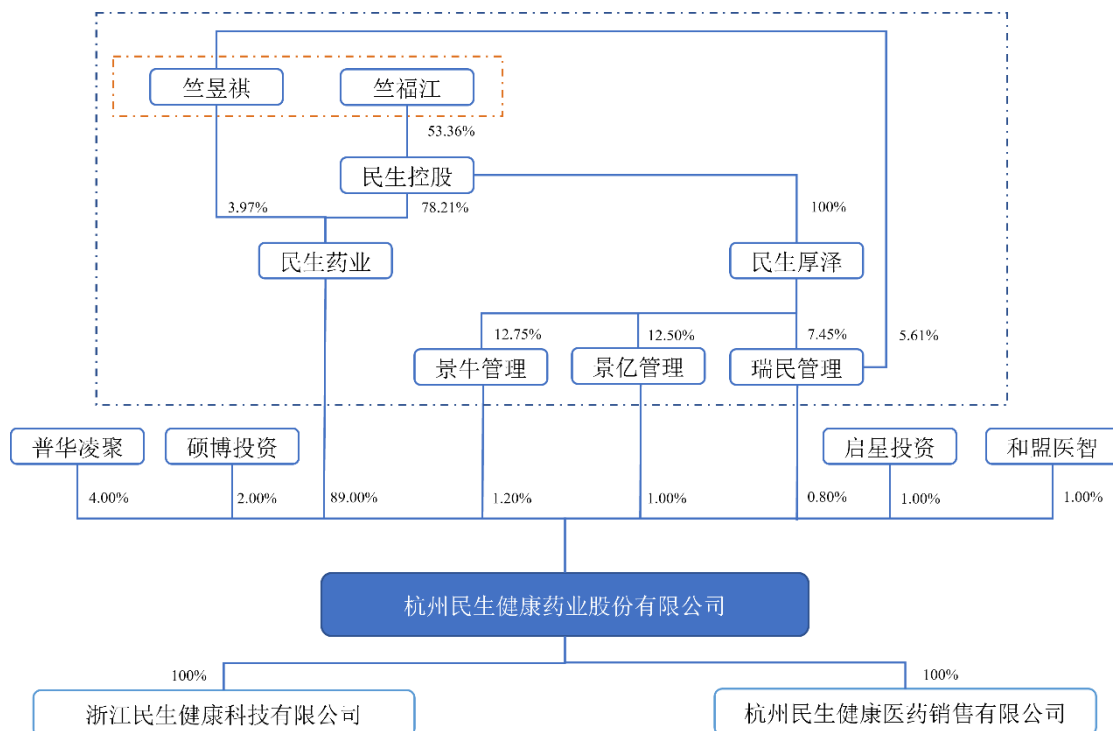 竺昱祺
竺福江
53.36%
民生控股
3.97%
78.21%
100%
民生药业
民生厚泽
12.75%
12.50%
7.45%
5.61%
景牛管理
景亿管理
瑞民管理
普华凌聚
硕博投资
启星投资
和盟医智
4.00%
2.00%
89.00%
1.20%
1.00%
0.80%
1.00%
1.00%
杭州民生健康药业股份有限公司
100%
100%
浙江民生健康科技有限公司
杭州民生健康医药销售有限公司